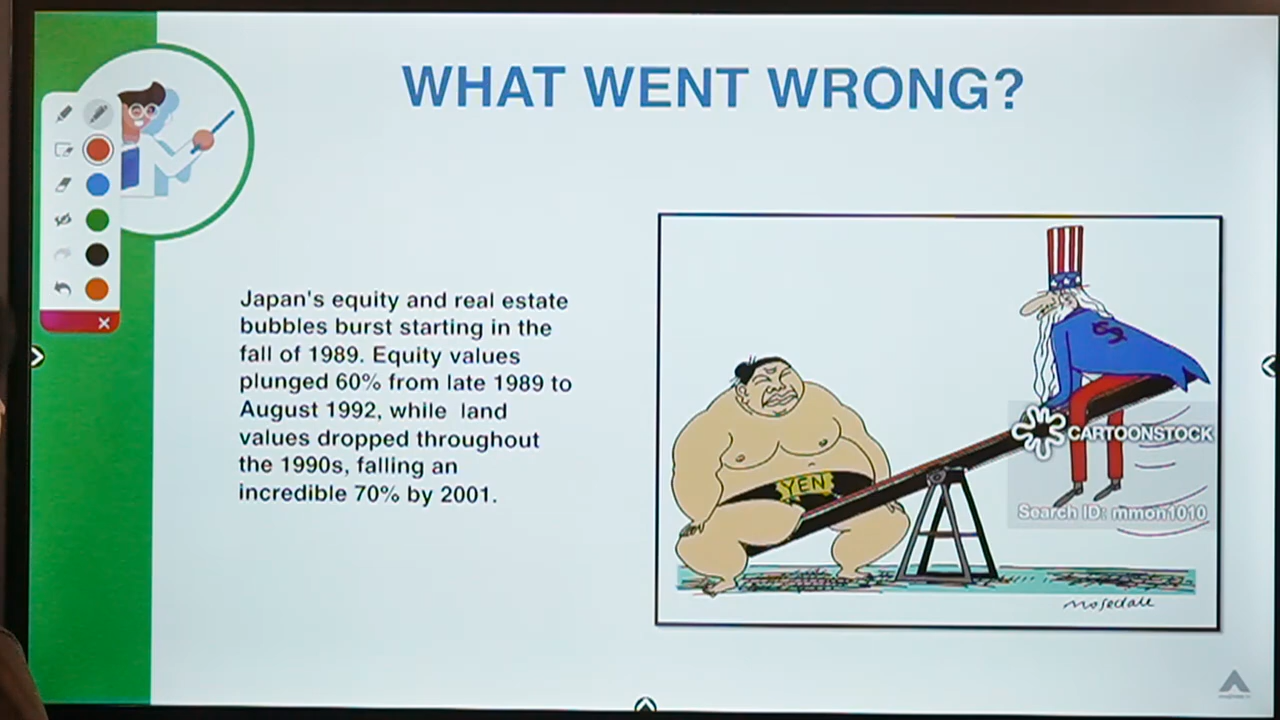 WHAT WENT WRONG?
Japan's equity and real estate
bubbles burst starting in the
fall of 1989. Equity values
plunged 60% from late 1989 to
August 1992, while land
values dropped throughout
the 1990s, falling an
incredible 70% by 2001.
$
YEN
CARTOONSTOCK
Search ID: mmon1010
mosedale